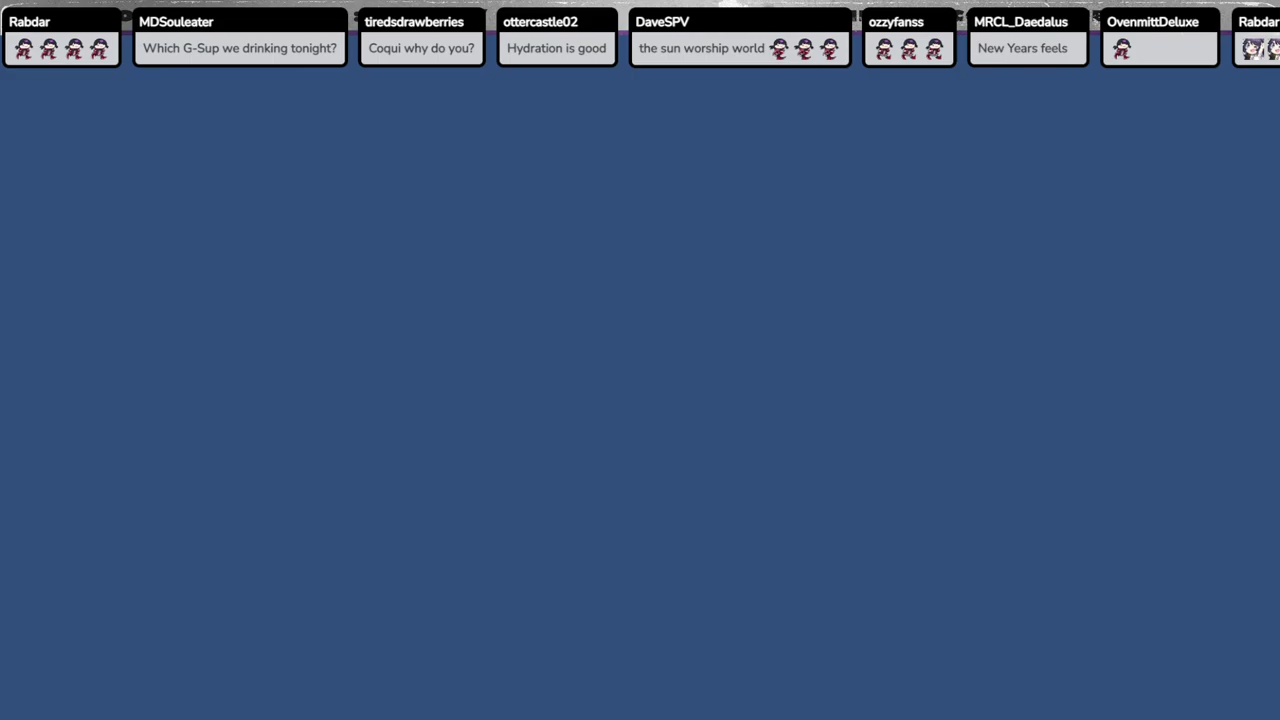 Rabdar
MDSouleater
Which G-Sup we drinking tonight?
tiredsdrawberries
Coqui why do you?
ottercastle02
Hydration is good
DaveSPV
the sun worship world
ozzyfanss
MRCL_Daedalus
New Years feels
OvenmittDeluxe
Rabdar